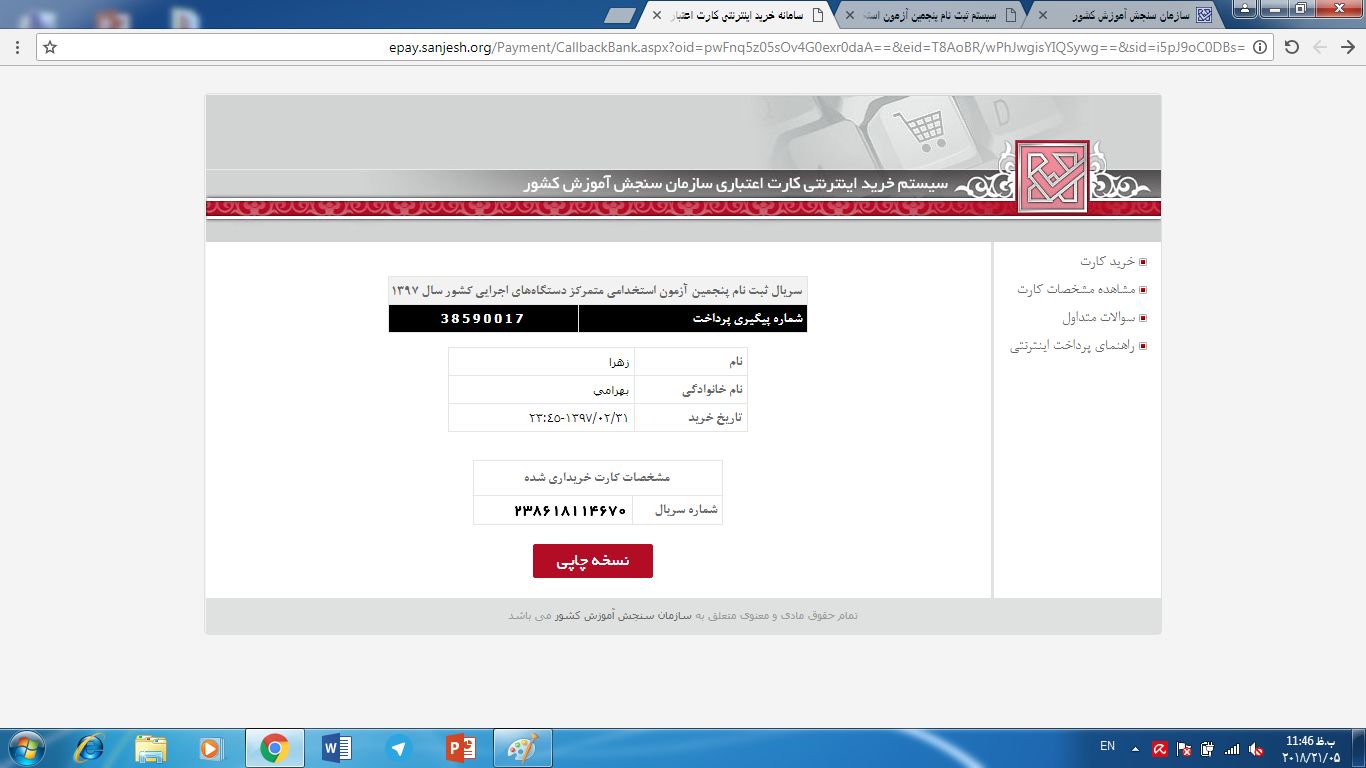 سازمان سنجش آموزش کشور
سیستم ثبت نام پنجمین آزمون است
سامانه خرید اینترنتی کارت اعتبار
epay.sanjesh.org/Payment/CallbackBank.aspx?oid=pwFnq5z05sOv4G0exr0daA==&eid=T8AoBR/wPhJwgisYIQSywg==&sid=i5pJ9oC0DBs=
سیستم خرید اینترنتی کارت اعتباری سازمان سنجش آموزش کشور
خرید کارت
مشاهده مشخصات کارت
سوالات متداول
راهنمای پرداخت اینترنتی
سریال ثبت نام پنجمین آزمون استخدامی متمرکز دستگاه‌های اجرایی کشور سال ۱۳۹۷
شماره پیگیری پرداخت 38590017
نام زهرا
نام خانوادگی بهرامي
تاریخ خرید ۱۳۹۷/۰۲/۳۱-۲۳:٤٥
مشخصات کارت خریداری شده
شماره سریال ۲۳۸۶۱۸۱۱۴۶۷۰
نسخه چاپی
تمام حقوق مادی و معنوی متعلق به سازمان سنجش آموزش کشور می باشد
EN
11:46 ب.ظ
۲۰۱۸/۲۱/۰۵